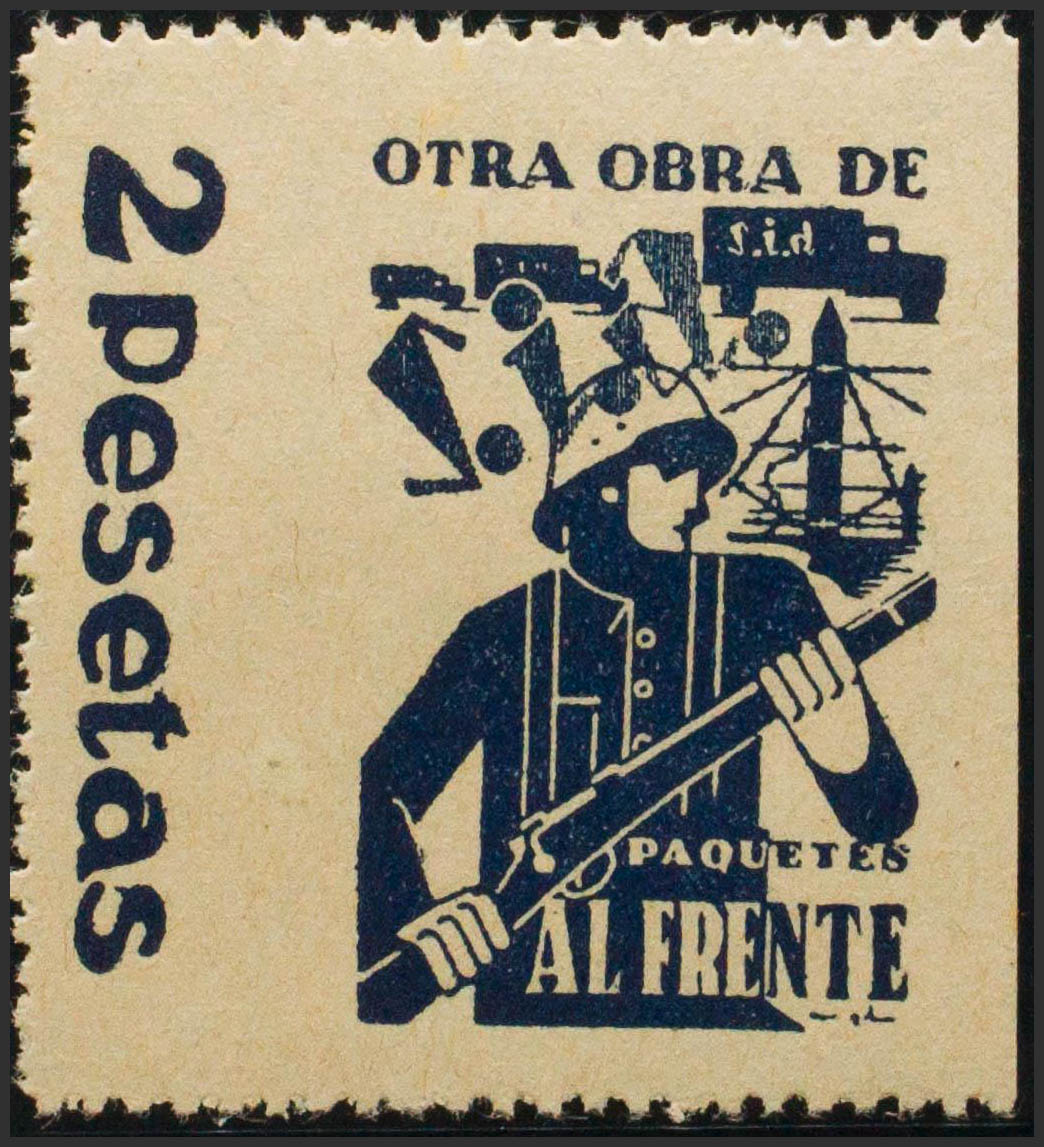 2 pesetas
OTRA OBRA DE
s.i.a
S.I.A.
PAQUETES
AL FRENTE